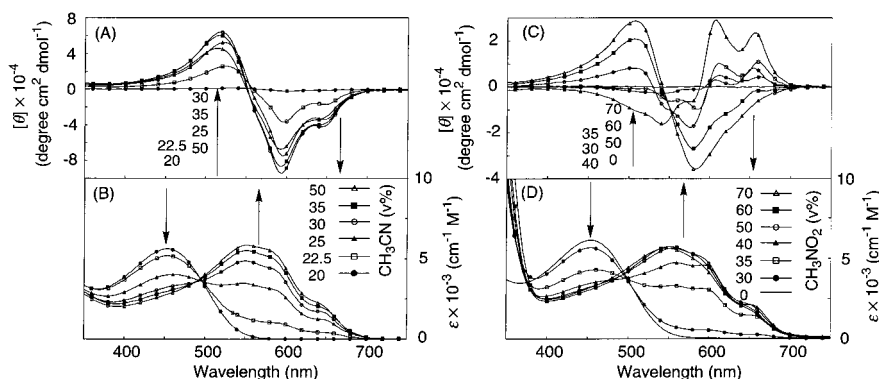 (A)
[θ] × 10⁻⁴
(degree cm² dmol⁻¹)
8
4
0
-4
-8
30
35
25
22.5 50
20
(B)
50
35
30
25
22.5
20
CH₃CN (v%)
10
5
0
ε × 10⁻³ (cm⁻¹ M⁻¹)
400 500 600 700
Wavelength (nm)
(C)
[θ] × 10⁻⁴
(degree cm² dmol⁻¹)
2
0
-2
-4
70
35 60
30 50
40 0
(D)
70
60
50
40
35
30
0
CH₃NO₂ (v%)
10
5
0
ε × 10⁻³ (cm⁻¹ M⁻¹)
400 500 600 700
Wavelength (nm)